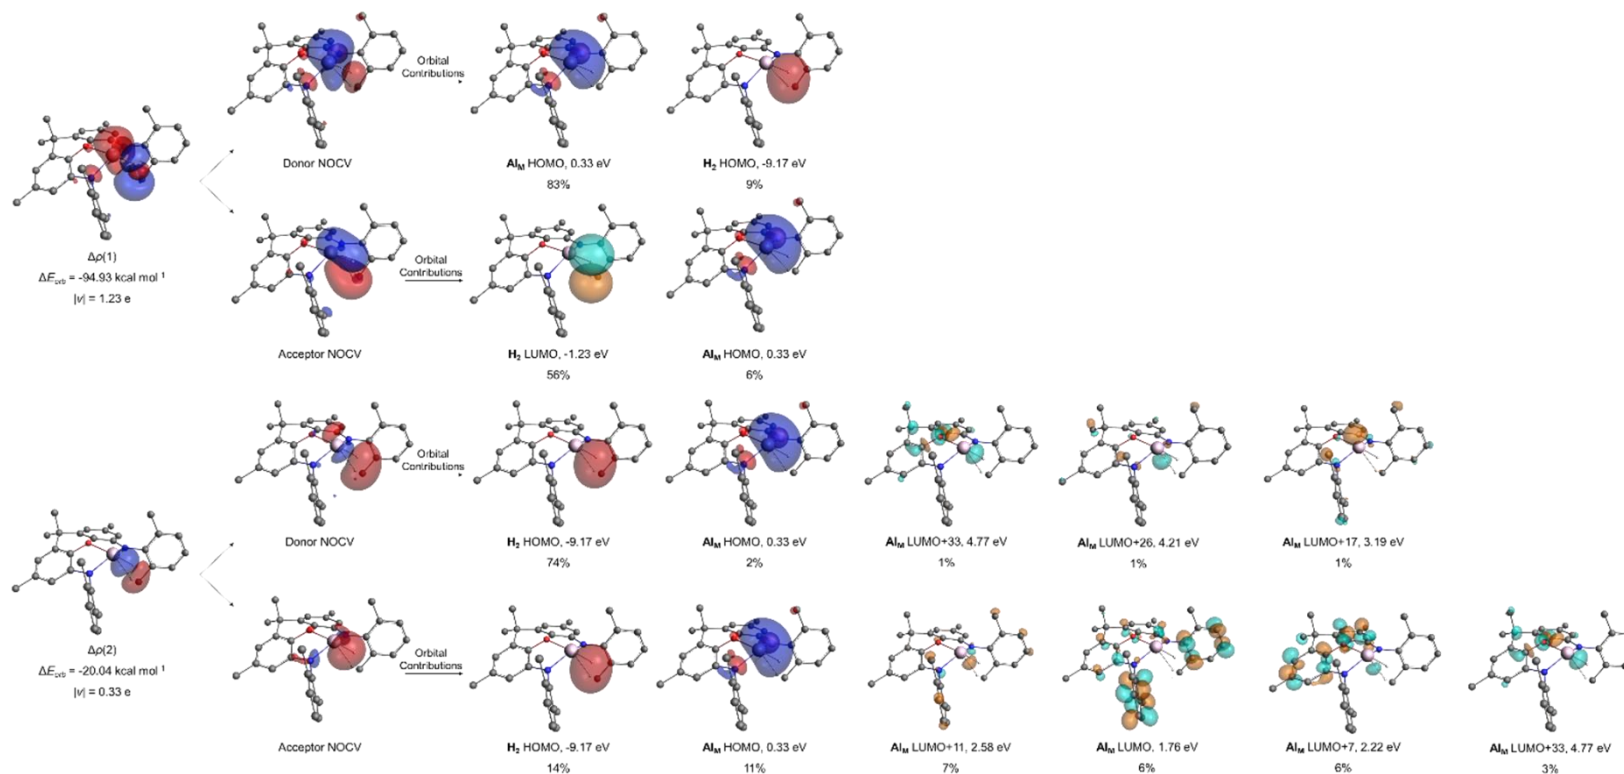 Orbital
Contributions
Donor NOCV
Al_M HOMO, 0.33 eV
83%
H₂ HOMO, -9.17 eV
9%
Δρ(1)
ΔE_orb = -94.93 kcal mol ¹
|ν| = 1.23 e
Orbital
Contributions
Acceptor NOCV
H₂ LUMO, -1.23 eV
56%
Al_M HOMO, 0.33 eV
6%
Orbital
Contributions
Donor NOCV
H₂ HOMO, -9.17 eV
74%
Al_M HOMO, 0.33 eV
2%
Al_M LUMO+33, 4.77 eV
1%
Al_M LUMO+26, 4.21 eV
1%
Al_M LUMO+17, 3.19 eV
1%
Δρ(2)
ΔE_orb = -20.04 kcal mol ¹
|ν| = 0.33 e
Orbital
Contributions
Acceptor NOCV
H₂ HOMO, -9.17 eV
14%
Al_M HOMO, 0.33 eV
11%
Al_M LUMO+11, 2.58 eV
7%
Al_M LUMO, 1.76 eV
6%
Al_M LUMO+7, 2.22 eV
6%
Al_M LUMO+33, 4.77 eV
3%